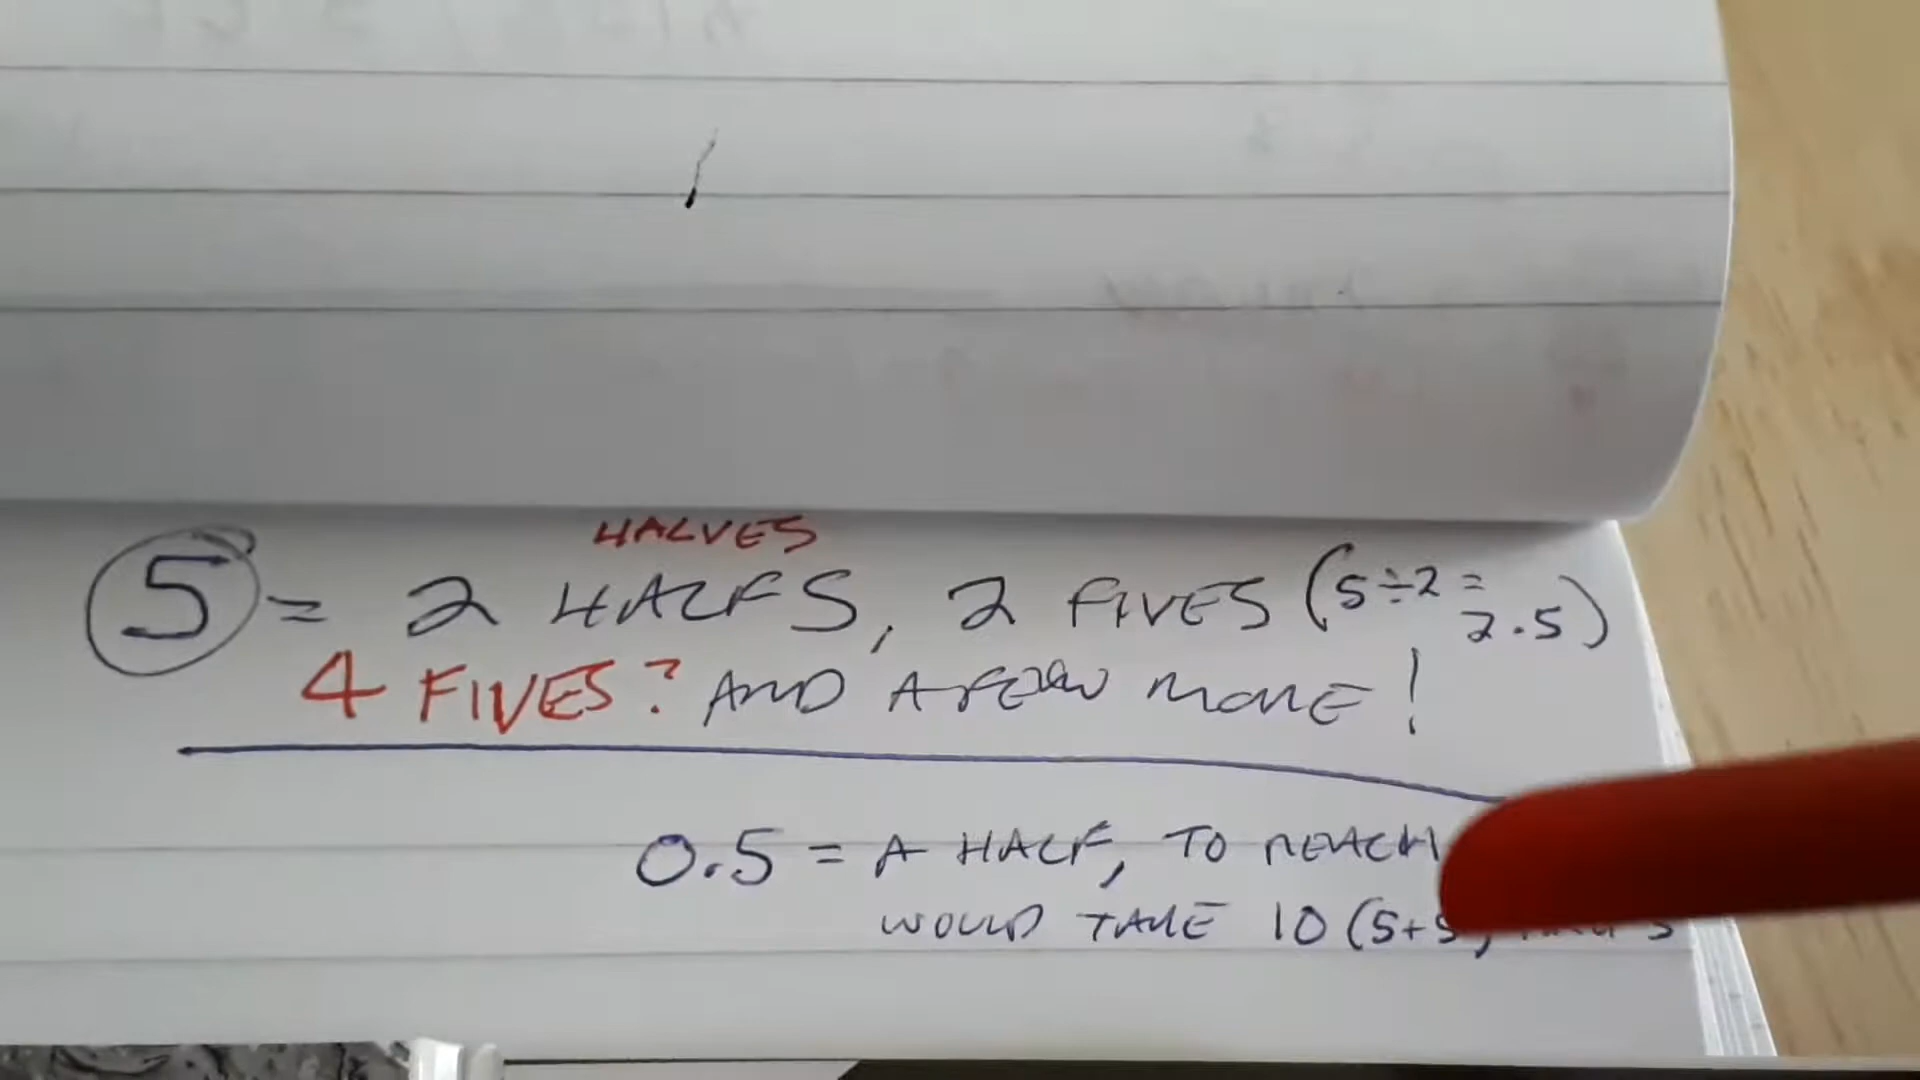 HALVES
5 = 2 HALFS, 2 FIVES (5÷2 = 2.5)
4 FIVES? AND A FEW MORE!
0.5 = A HALF, TO REACH
WOULD TAKE 10 (5+5)